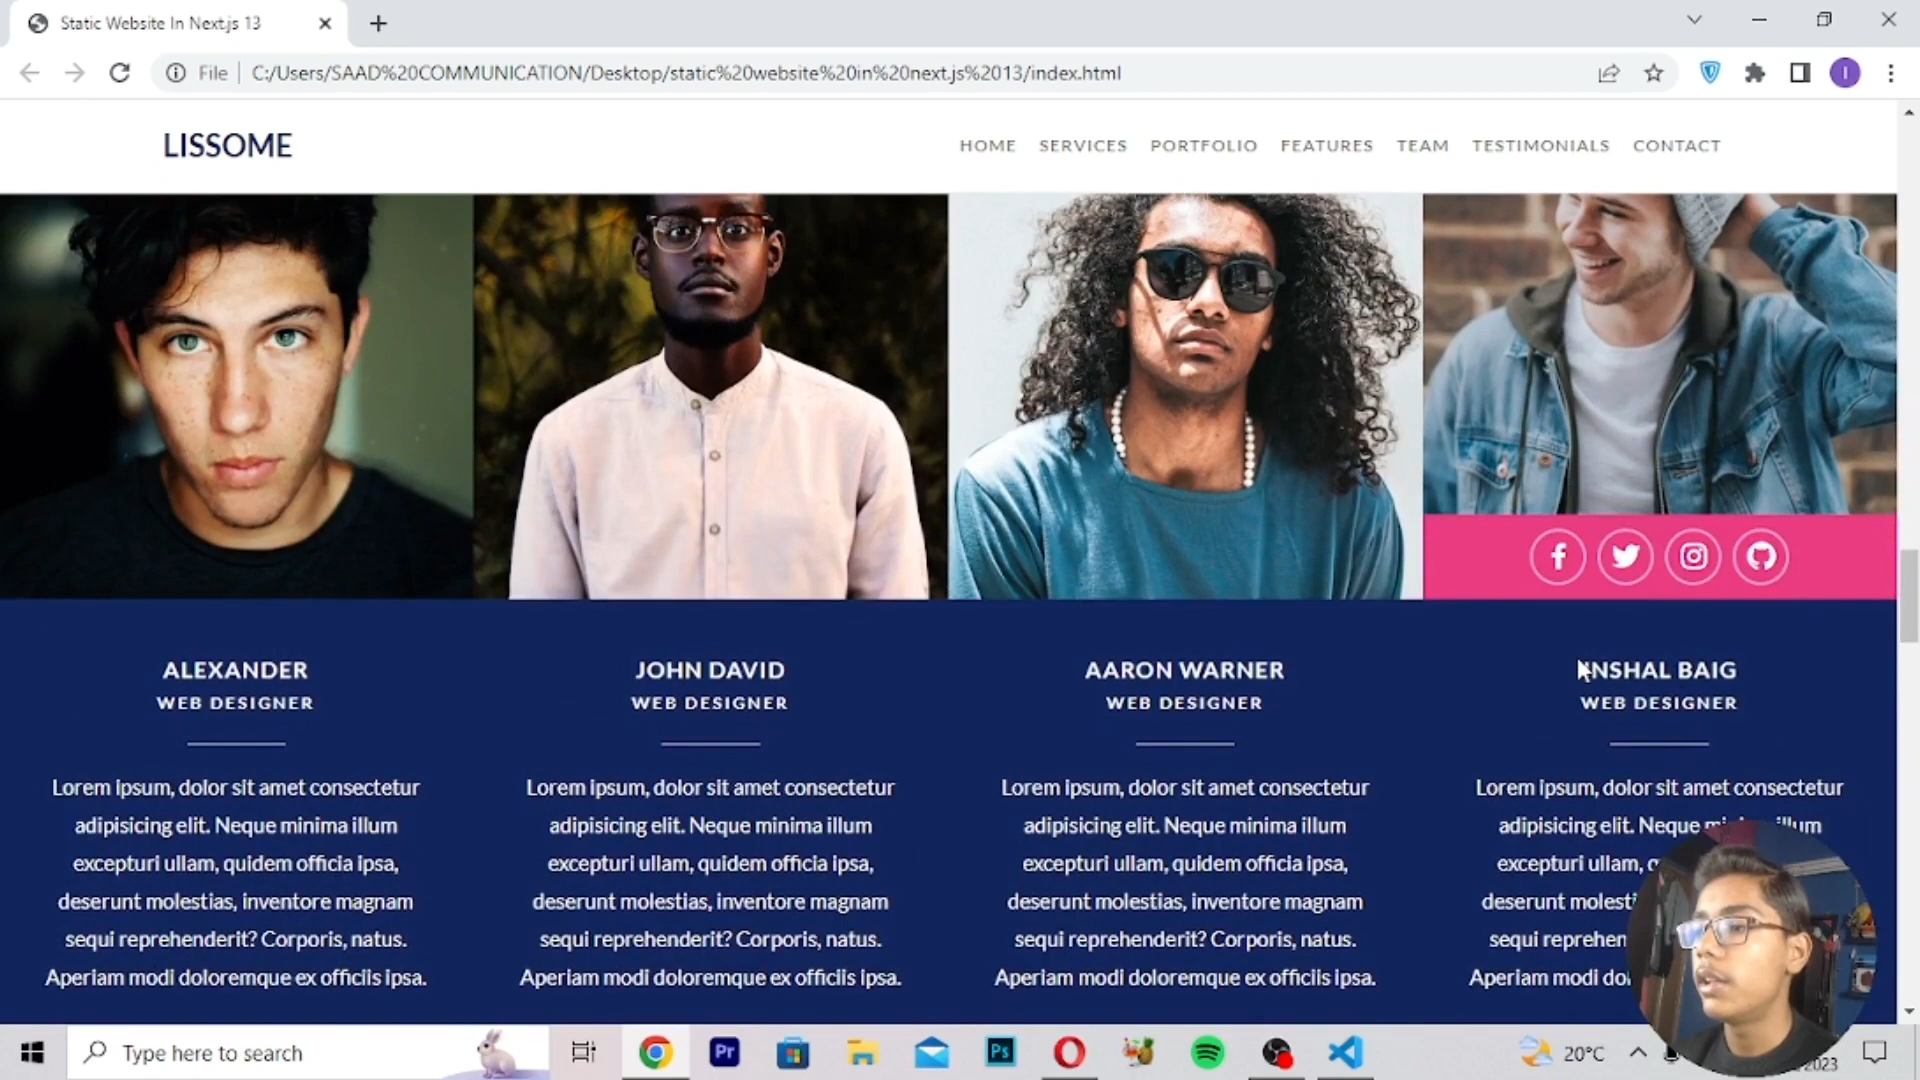 Static Website In Next.js 13
File C:/Users/SAAD%20COMMUNICATION/Desktop/static%20website%20in%20next.js%2013/index.html
I
LISSOME
HOME SERVICES PORTFOLIO FEATURES TEAM TESTIMONIALS CONTACT
ALEXANDER
WEB DESIGNER
Lorem ipsum, dolor sit amet consectetur
adipisicing elit. Neque minima illum
excepturi ullam, quidem officia ipsa,
deserunt molestias, inventore magnam
sequi reprehenderit? Corporis, natus.
Aperiam modi doloremque ex officiis ipsa.
JOHN DAVID
WEB DESIGNER
Lorem ipsum, dolor sit amet consectetur
adipisicing elit. Neque minima illum
excepturi ullam, quidem officia ipsa,
deserunt molestias, inventore magnam
sequi reprehenderit? Corporis, natus.
Aperiam modi doloremque ex officiis ipsa.
AARON WARNER
WEB DESIGNER
Lorem ipsum, dolor sit amet consectetur
adipisicing elit. Neque minima illum
excepturi ullam, quidem officia ipsa,
deserunt molestias, inventore magnam
sequi reprehenderit? Corporis, natus.
Aperiam modi doloremque ex officiis ipsa.
BAIG
WEB DESIGNER
Lorem ipsum, dolor sit amet consectetur
adipisicing elit. Neque
excepturi ullam,
deserunt
sequi
Aperiam modi
Type here to search
Pr
Ps
20°C
2023